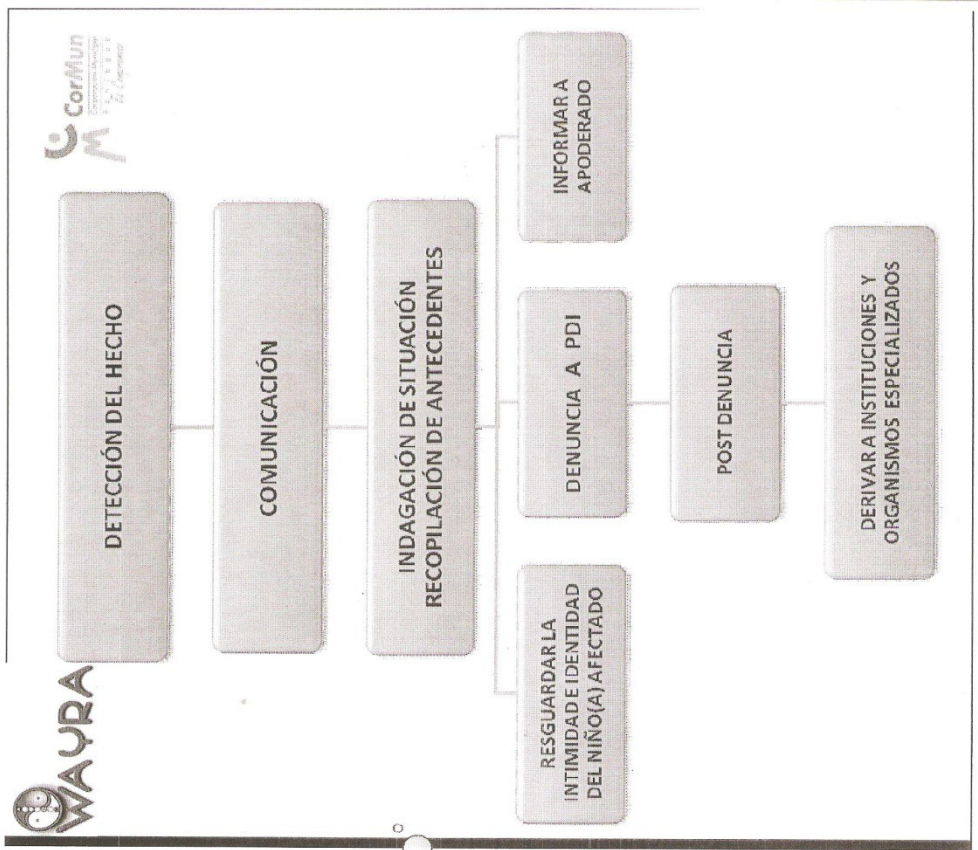 WAYRA
CorMun
DETECCIÓN DEL HECHO
COMUNICACIÓN
INDAGACIÓN DE SITUACIÓN
RECOPILACIÓN DE ANTECEDENTES
RESGUARDAR LA
INTIMIDAD E IDENTIDAD
DEL NIÑO(A) AFECTADO
DENUNCIA A PDI
INFORMAR A
APODERADO
POST DENUNCIA
DERIVAR A INSTITUCIONES Y
ORGANISMOS ESPECIALIZADOS